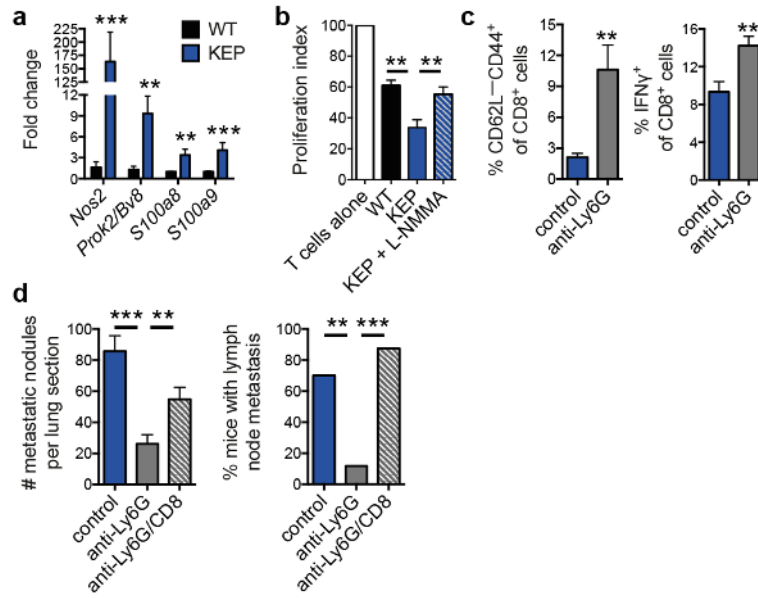 a
Fold change
225
200
175
150
125
12
9
6
3
0
WT
KEP
***
**
**
***
Nos2
Prok2/Bv8
S100a8
S100a9
b
Proliferation index
100
80
60
40
20
0
** **
T cells alone
WT
KEP
KEP + L-NMMA
c
% CD62L—CD44+
of CD8+ cells
15
12
9
6
3
0
**
control
anti-Ly6G
% IFNγ+
of CD8+ cells
16
12
8
4
0
**
control
anti-Ly6G
d
# metastatic nodules
per lung section
100
80
60
40
20
0
*** **
control
anti-Ly6G
anti-Ly6G/CD8
% mice with lymph
node metastasis
100
80
60
40
20
0
** ***
control
anti-Ly6G
anti-Ly6G/CD8